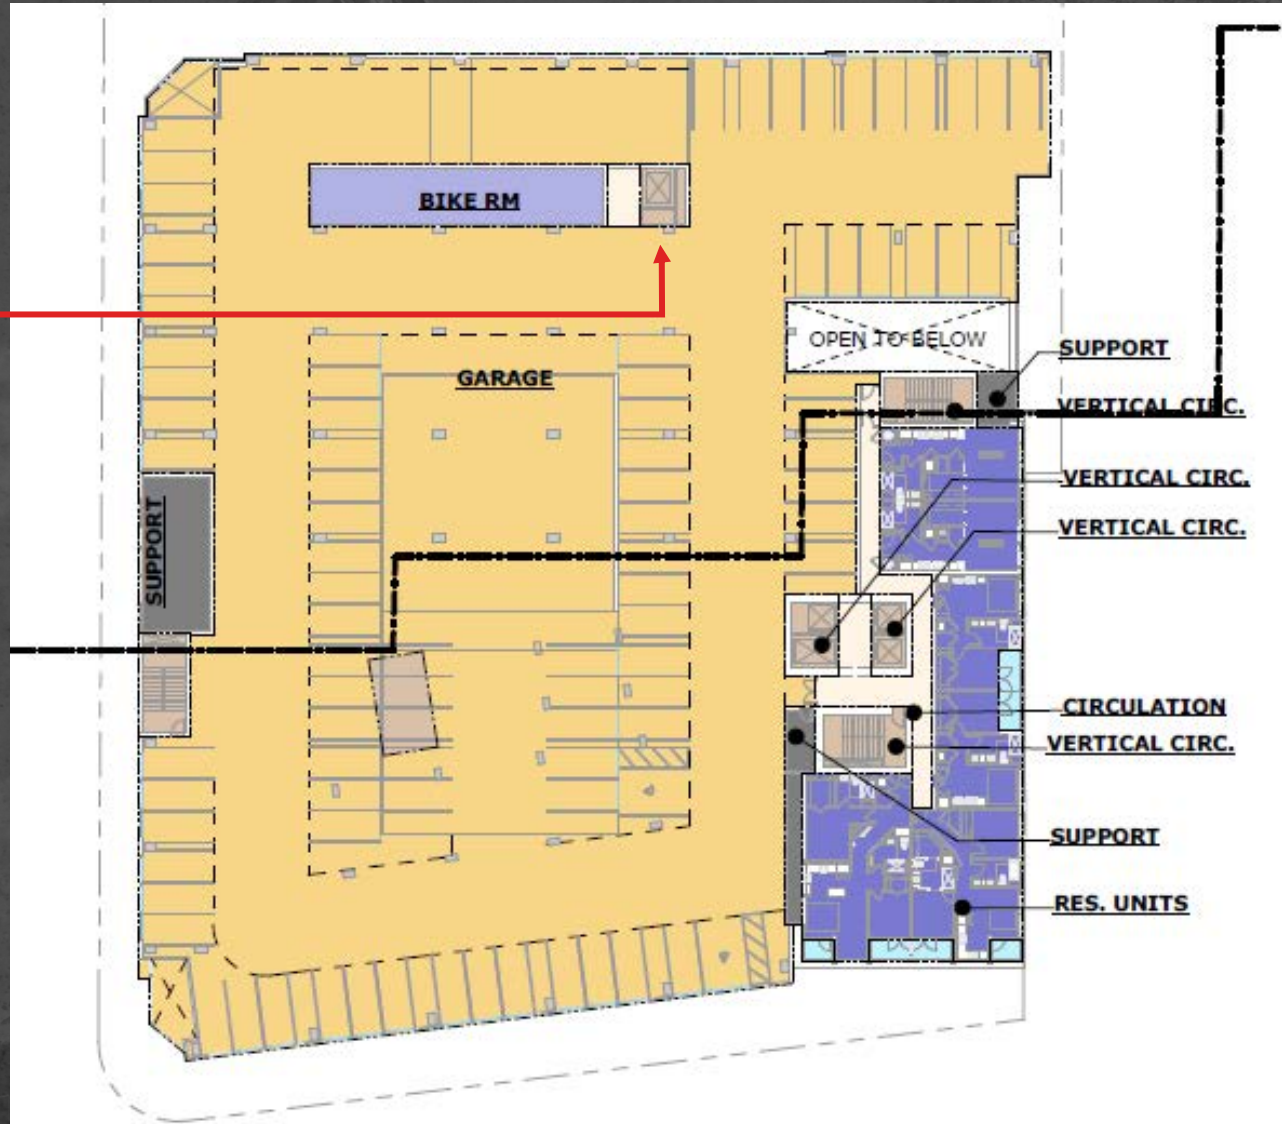 BIKE RM
OPEN TO BELOW
SUPPORT
GARAGE
VERTICAL CIRC.
VERTICAL CIRC.
SUPPORT
VERTICAL CIRC.
CIRCULATION
VERTICAL CIRC.
SUPPORT
RES. UNITS